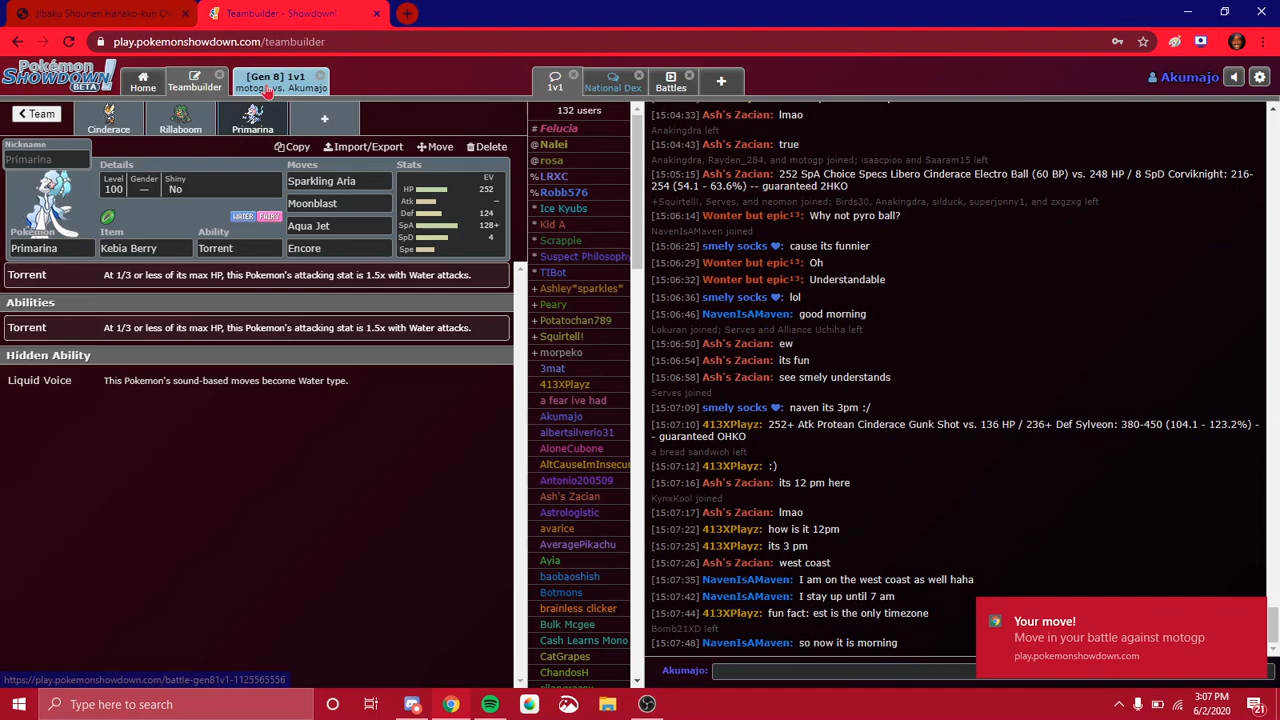 Jibaku Shounen Hanako-kun Ch
Teambuilder - Showdown!
play.pokemonshowdown.com/teambuilder
Pokémon
SHOWDOWN!
BETA
Home
Teambuilder
[Gen 8] 1v1
motogp vs. Akumajo
1v1
National Dex
Battles
Akumajo
Team
Cinderace
Rillaboom
Primarina
Copy
Import/Export
Move
Delete
Nickname
Primarina
Details
Level
100
Gender
—
Shiny
No
WATER
FAIRY
Pokémon
Primarina
Item
Kebia Berry
Ability
Torrent
Moves
Sparkling Aria
Moonblast
Aqua Jet
Encore
Stats
EV
HP 252
Atk –
Def 124
SpA 128+
SpD 4
Spe
Torrent At 1/3 or less of its max HP, this Pokemon's attacking stat is 1.5x with Water attacks.
Abilities
Torrent At 1/3 or less of its max HP, this Pokemon's attacking stat is 1.5x with Water attacks.
Hidden Ability
Liquid Voice This Pokemon's sound-based moves become Water type.
https://play.pokemonshowdown.com/battle-gen81v1-1125565556
132 users
# Felucia
@Nalei
@rosa
%LRXC
%Robb576
* Ice Kyubs
* Kid A
* Scrappie
* Suspect Philosophy
* TIBot
+Ashley*sparkles*
+Peary
+Potatochan789
+Squirtell!
+morpeko
3mat
413XPlayz
a fear ive had
Akumajo
albertsilverio31
AloneCubone
AltCauseImInsecur
Antonio200509
Ash's Zacian
Astrologistic
avarice
AveragePikachu
Ayia
baobaoshish
Botmons
brainless clicker
Bulk Mcgee
Cash Learns Mono
CatGrapes
ChandosH
[15:04:33] Ash's Zacian: lmao
Anakingdra left
[15:04:43] Ash's Zacian: true
Anakingdra, Rayden_284, and motogp joined; isaacpioo and Saaram15 left
[15:05:15] Ash's Zacian: 252 SpA Choice Specs Libero Cinderace Electro Ball (60 BP) vs. 248 HP / 8 SpD Corviknight: 216-
254 (54.1 - 63.6%) -- guaranteed 2HKO
+Squirtell!, Serves, and neomon joined; Birds30, Anakingdra, silduck, superjonny1, and zxgzxg left
[15:06:14] Wonter but epic¹³: Why not pyro ball?
NavenIsAMaven joined
[15:06:25] smely socks ♥: cause its funnier
[15:06:29] Wonter but epic¹³: Oh
[15:06:32] Wonter but epic¹³: Understandable
[15:06:36] smely socks ♥: lol
[15:06:46] NavenIsAMaven: good morning
Lokuran joined; Serves and Alliance Uchiha left
[15:06:50] Ash's Zacian: ew
[15:06:54] Ash's Zacian: its fun
[15:06:58] Ash's Zacian: see smely understands
Serves joined
[15:07:09] smely socks ♥: naven its 3pm :/
[15:07:10] 413XPlayz: 252+ Atk Protean Cinderace Gunk Shot vs. 136 HP / 236+ Def Sylveon: 380-450 (104.1 - 123.2%) -
- guaranteed OHKO
a bread sandwich left
[15:07:12] 413XPlayz: :)
[15:07:16] Ash's Zacian: its 12 pm here
KynxKool joined
[15:07:17] Ash's Zacian: lmao
[15:07:22] 413XPlayz: how is it 12pm
[15:07:25] 413XPlayz: its 3 pm
[15:07:26] Ash's Zacian: west coast
[15:07:35] NavenIsAMaven: I am on the west coast as well haha
[15:07:42] NavenIsAMaven: I stay up until 7 am
[15:07:44] 413XPlayz: fun fact: est is the only timezone
Bomb21XD left
[15:07:48] NavenIsAMaven: so now it is morning
Akumajo:
Your move!
Move in your battle against motogp
play.pokemonshowdown.com
Type here to search
3:07 PM
6/2/2020
21